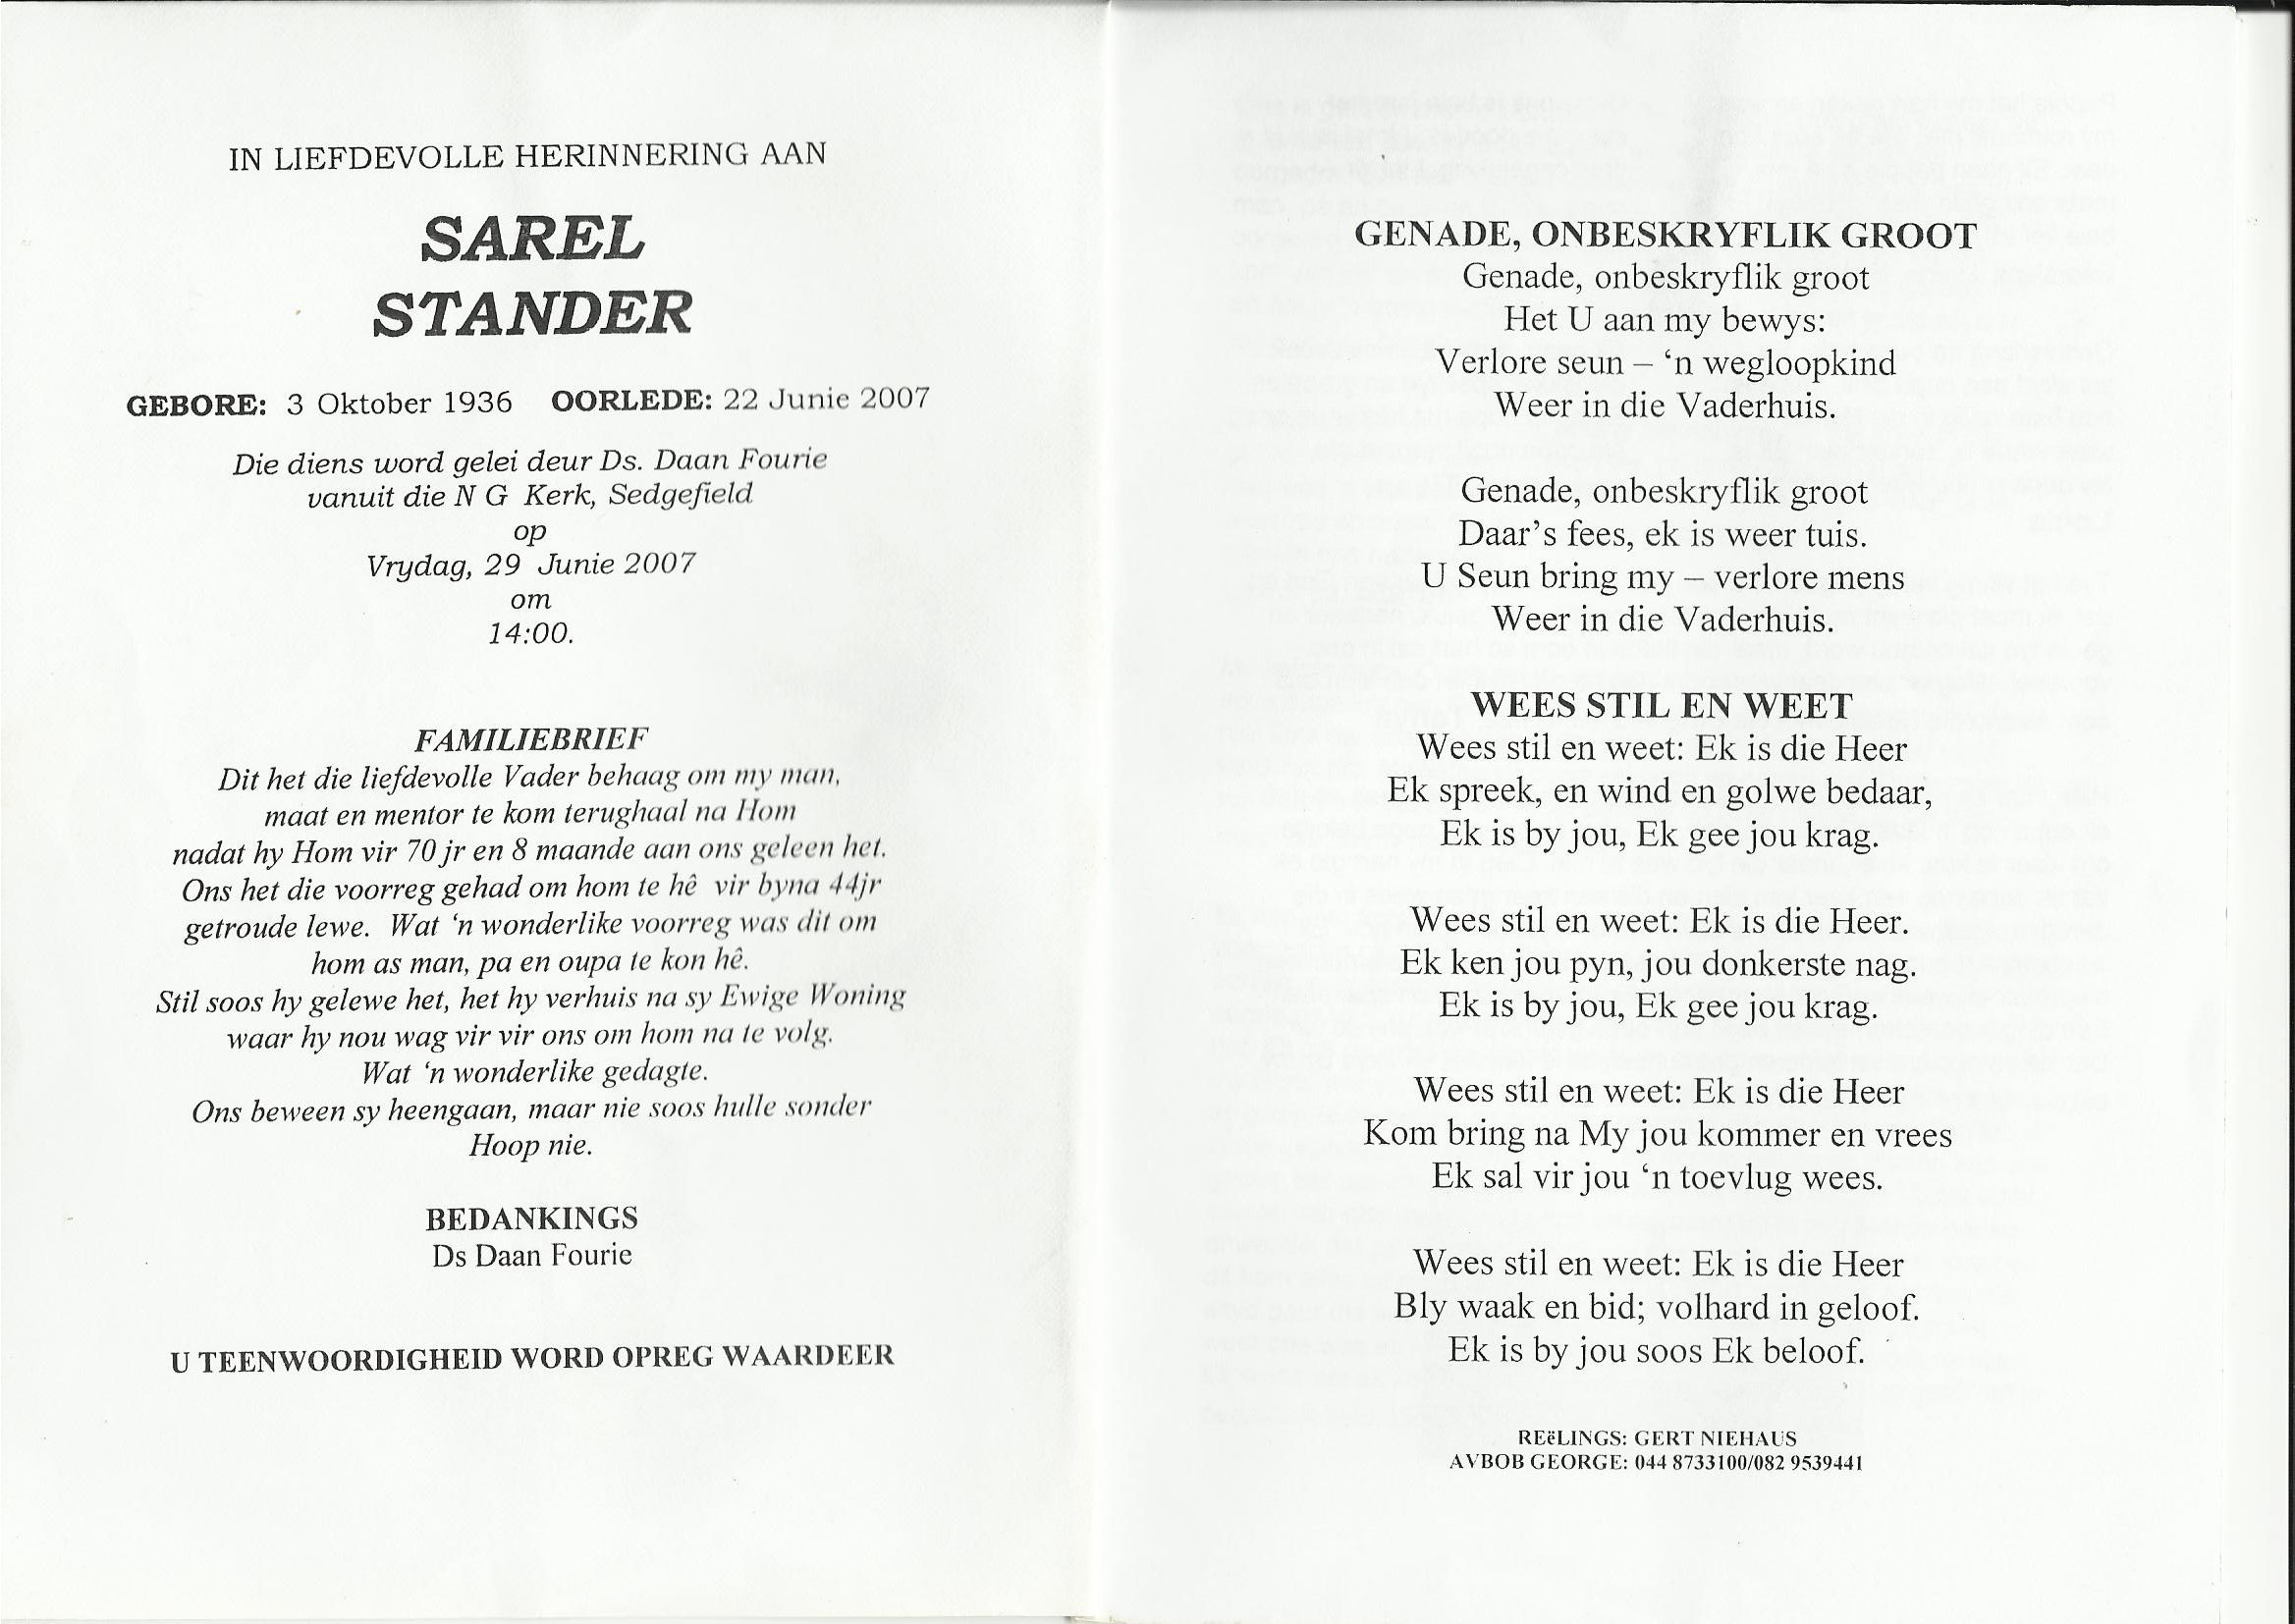 IN LIEFDEVOLLE HERINNERING AAN
SAREL
STANDER
GEBORE: 3 Oktober 1936 OORLEDE: 22 Junie 2007
Die diens word gelei deur Ds. Daan Fourie
vanuit die N G Kerk, Sedgefield
op
Vrydag, 29 Junie 2007
om
14:00.
FAMILIEBRIEF
Dit het die liefdevolle Vader behaag om my man,
maat en mentor te kom terughaal na Hom
nadat hy Hom vir 70 jr en 8 maande aan ons geleen het.
Ons het die voorreg gehad om hom te hê vir byna 44jr
getroude lewe. Wat ‘n wonderlike voorreg was dit om
hom as man, pa en oupa te kon hê.
Stil soos hy gelewe het, het hy verhuis na sy Ewige Woning
waar hy nou wag vir vir ons om hom na te volg.
Wat ‘n wonderlike gedagte.
Ons beween sy heengaan, maar nie soos hulle sonder
Hoop nie.
BEDANKINGS
Ds Daan Fourie
U TEENWOORDIGHEID WORD OPREG WAARDEER
GENADE, ONBESKRYFLIK GROOT
Genade, onbeskryflik groot
Het U aan my bewys:
Verlore seun – ‘n wegloopkind
Weer in die Vaderhuis.
Genade, onbeskryflik groot
Daar’s fees, ek is weer tuis.
U Seun bring my – verlore mens
Weer in die Vaderhuis.
WEES STIL EN WEET
Wees stil en weet: Ek is die Heer
Ek spreek, en wind en golwe bedaar,
Ek is by jou, Ek gee jou krag.
Wees stil en weet: Ek is die Heer.
Ek ken jou pyn, jou donkerste nag.
Ek is by jou, Ek gee jou krag.
Wees stil en weet: Ek is die Heer
Kom bring na My jou kommer en vrees
Ek sal vir jou ‘n toevlug wees.
Wees stil en weet: Ek is die Heer
Bly waak en bid; volhard in geloof.
Ek is by jou soos Ek beloof.
REëLINGS: GERT NIEHAUS
AVBOB GEORGE: 044 8733100/082 9539441